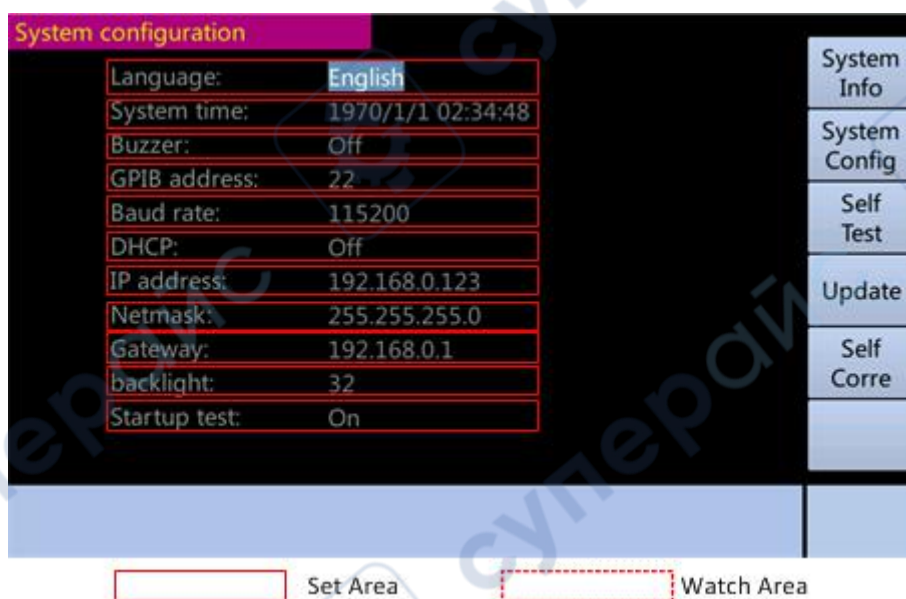 System configuration
Language: English
System time: 1970/1/1 02:34:48
Buzzer: Off
GPIB address: 22
Baud rate: 115200
DHCP: Off
IP address: 192.168.0.123
Netmask: 255.255.255.0
Gateway: 192.168.0.1
backlight: 32
Startup test: On
System
Info
System
Config
Self
Test
Update
Self
Corre
Set Area
Watch Area
суперайс